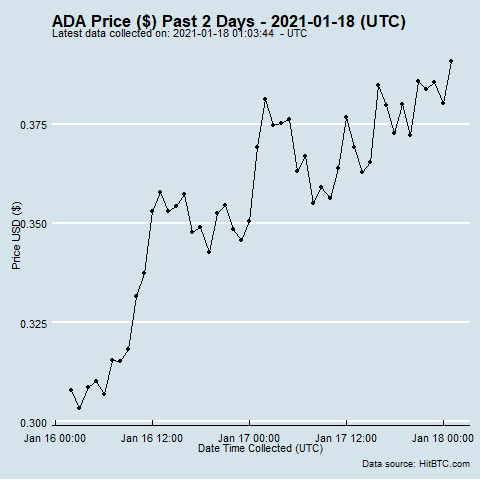 ADA Price ($) Past 2 Days - 2021-01-18 (UTC)
Latest data collected on: 2021-01-18 01:03:44  - UTC
0.375
0.350
Price USD ($)
0.325
0.300
Jan 16 00:00 Jan 16 12:00 Jan 17 00:00 Jan 17 12:00 Jan 18 00:00
Date Time Collected (UTC)
Data source: HitBTC.com